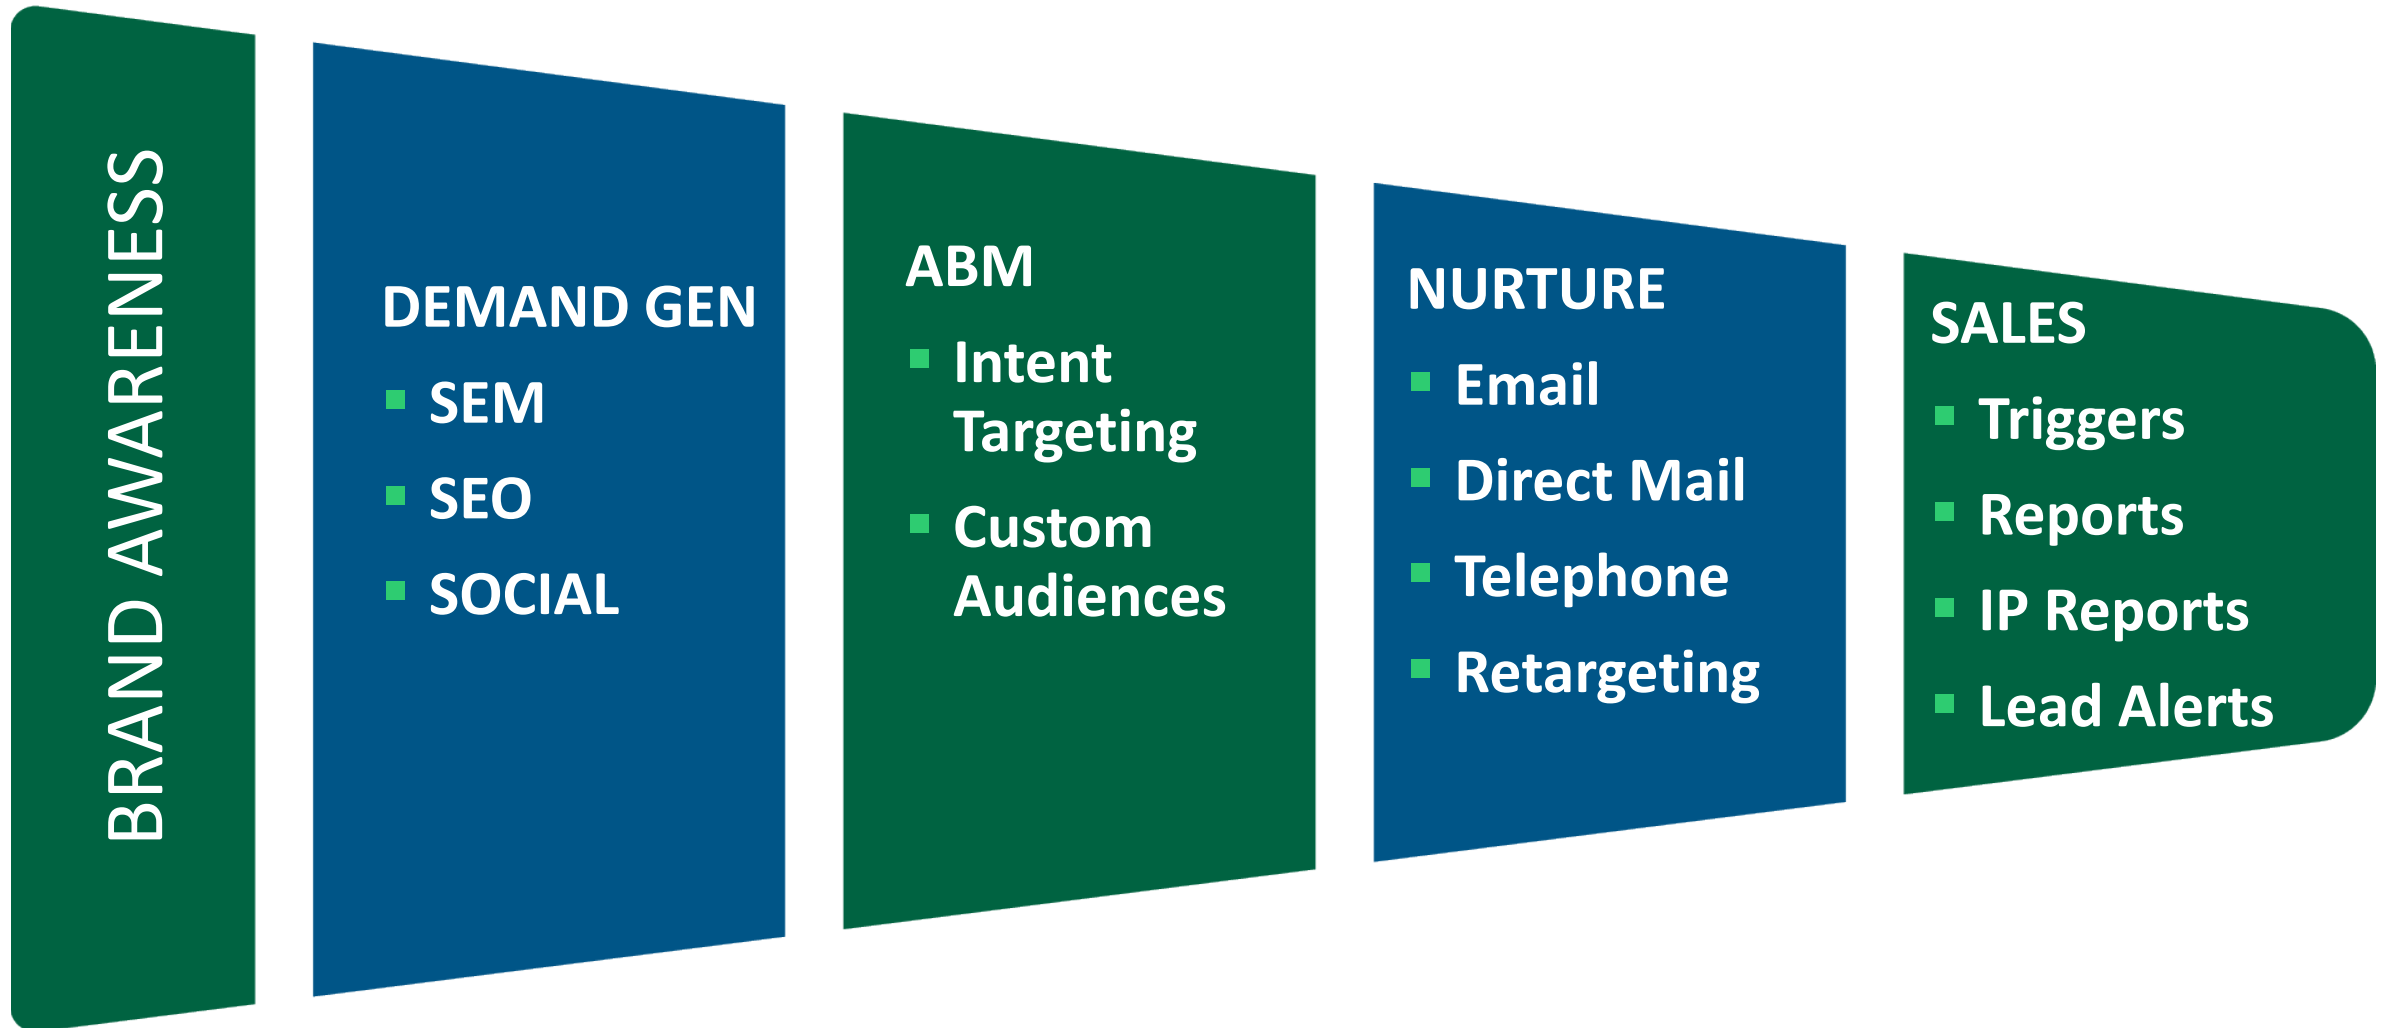 BRAND AWARENESS
DEMAND GEN
SEM
SEO
SOCIAL
ABM
Intent
Targeting
Custom
Audiences
NURTURE
Email
Direct Mail
Telephone
Retargeting
SALES
Triggers
Reports
IP Reports
Lead Alerts